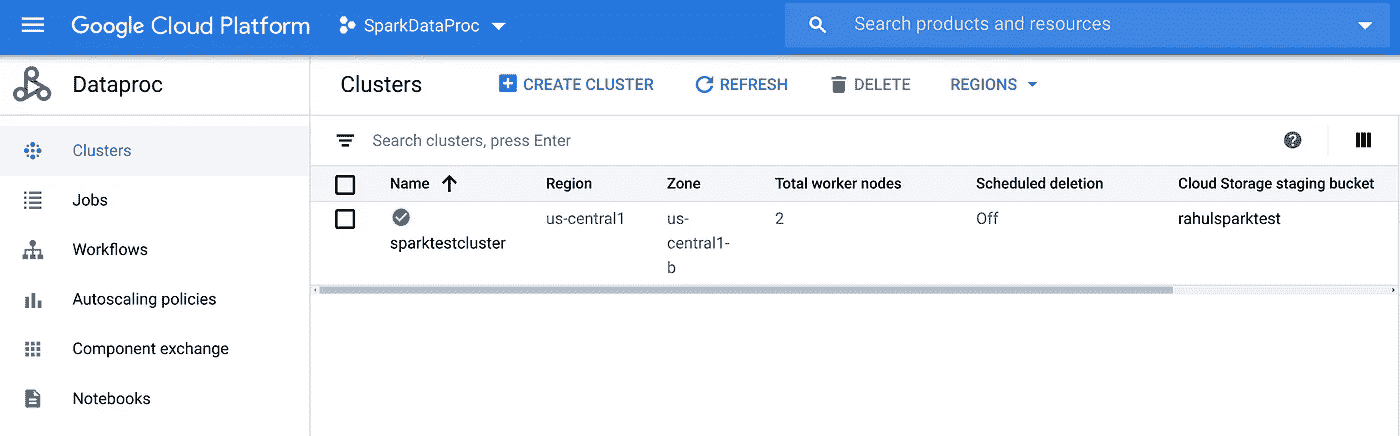 Google Cloud Platform SparkDataProc Search products and resources
Dataproc Clusters CREATE CLUSTER REFRESH DELETE REGIONS
Clusters
Jobs
Workflows
Autoscaling policies
Component exchange
Notebooks
Search clusters, press Enter
Name Region Zone Total worker nodes Scheduled deletion Cloud Storage staging bucket
sparktestcluster us-central1 us-central1-b 2 Off rahulsparktest